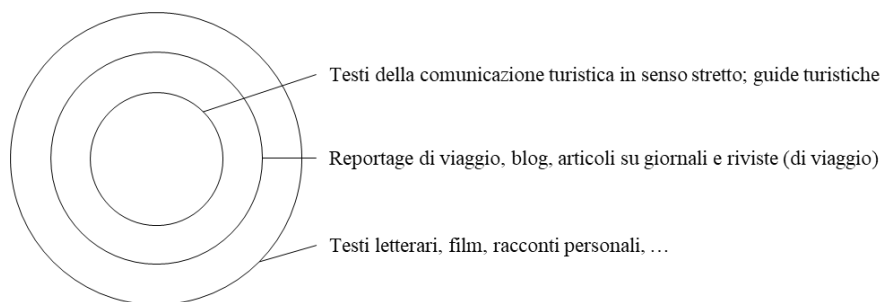 Testi della comunicazione turistica in senso stretto; guide turistiche
Reportage di viaggio, blog, articoli su giornali e riviste (di viaggio)
Testi letterari, film, racconti personali, …